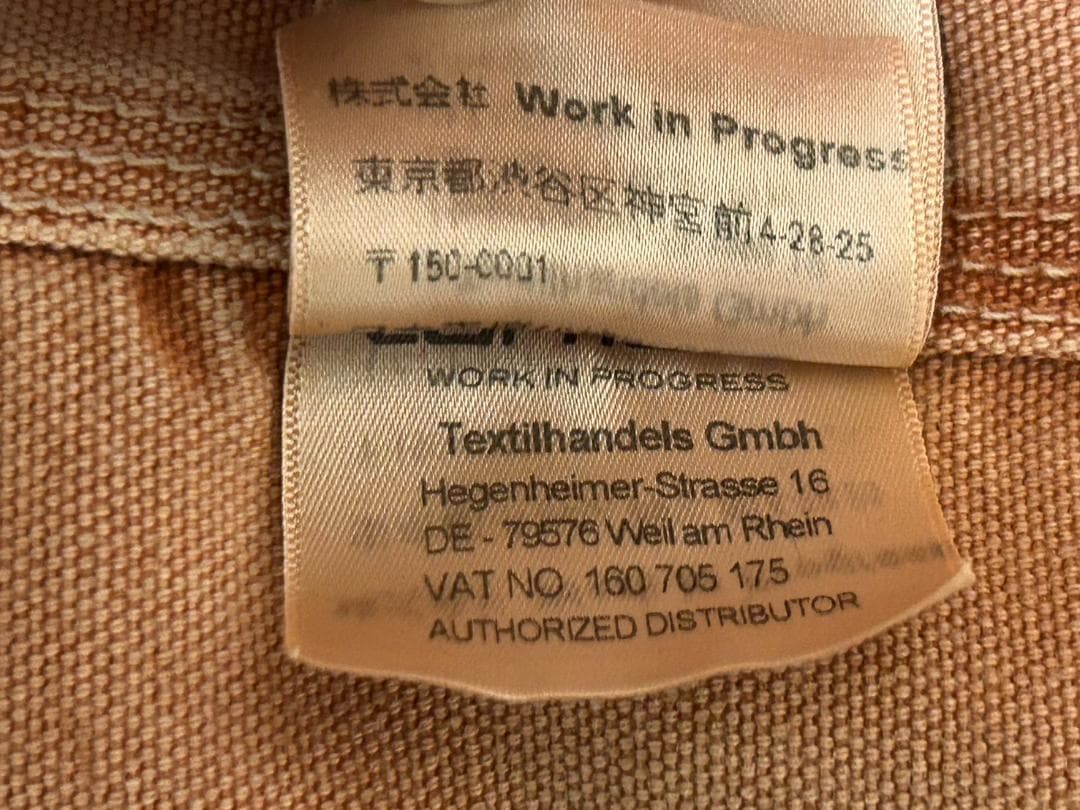 株式会社 Work in Progress
東京都渋谷区神宮前4-28-25
〒150-0001
WORK IN PROGRESS
Textilhandels Gmbh
Hegenheimer-Strasse 16
DE - 79576 Weil am Rhein
VAT NO. 160 705 175
AUTHORIZED DISTRIBUTOR